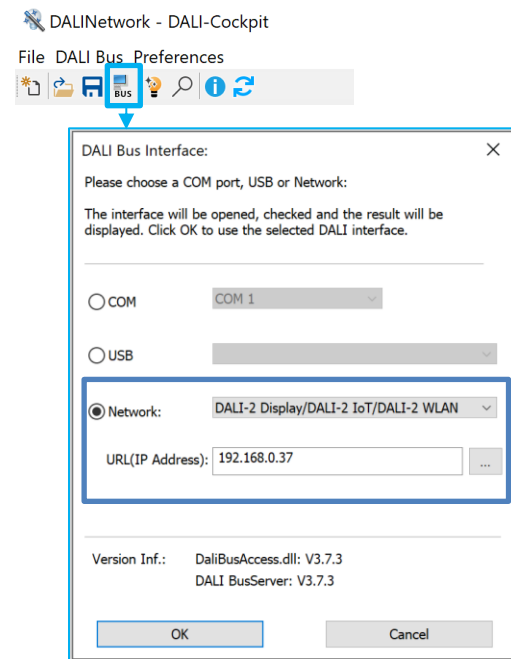 DALINetwork - DALI-Cockpit
File DALI Bus Preferences
BUS
DALI Bus Interface:
Please choose a COM port, USB or Network:
The interface will be opened, checked and the result will be
displayed. Click OK to use the selected DALI interface.
COM COM 1
USB
Network: DALI-2 Display/DALI-2 IoT/DALI-2 WLAN
URL(IP Address): 192.168.0.37 ...
Version Inf.: DaliBusAccess.dll: V3.7.3
DALI BusServer: V3.7.3
OK Cancel